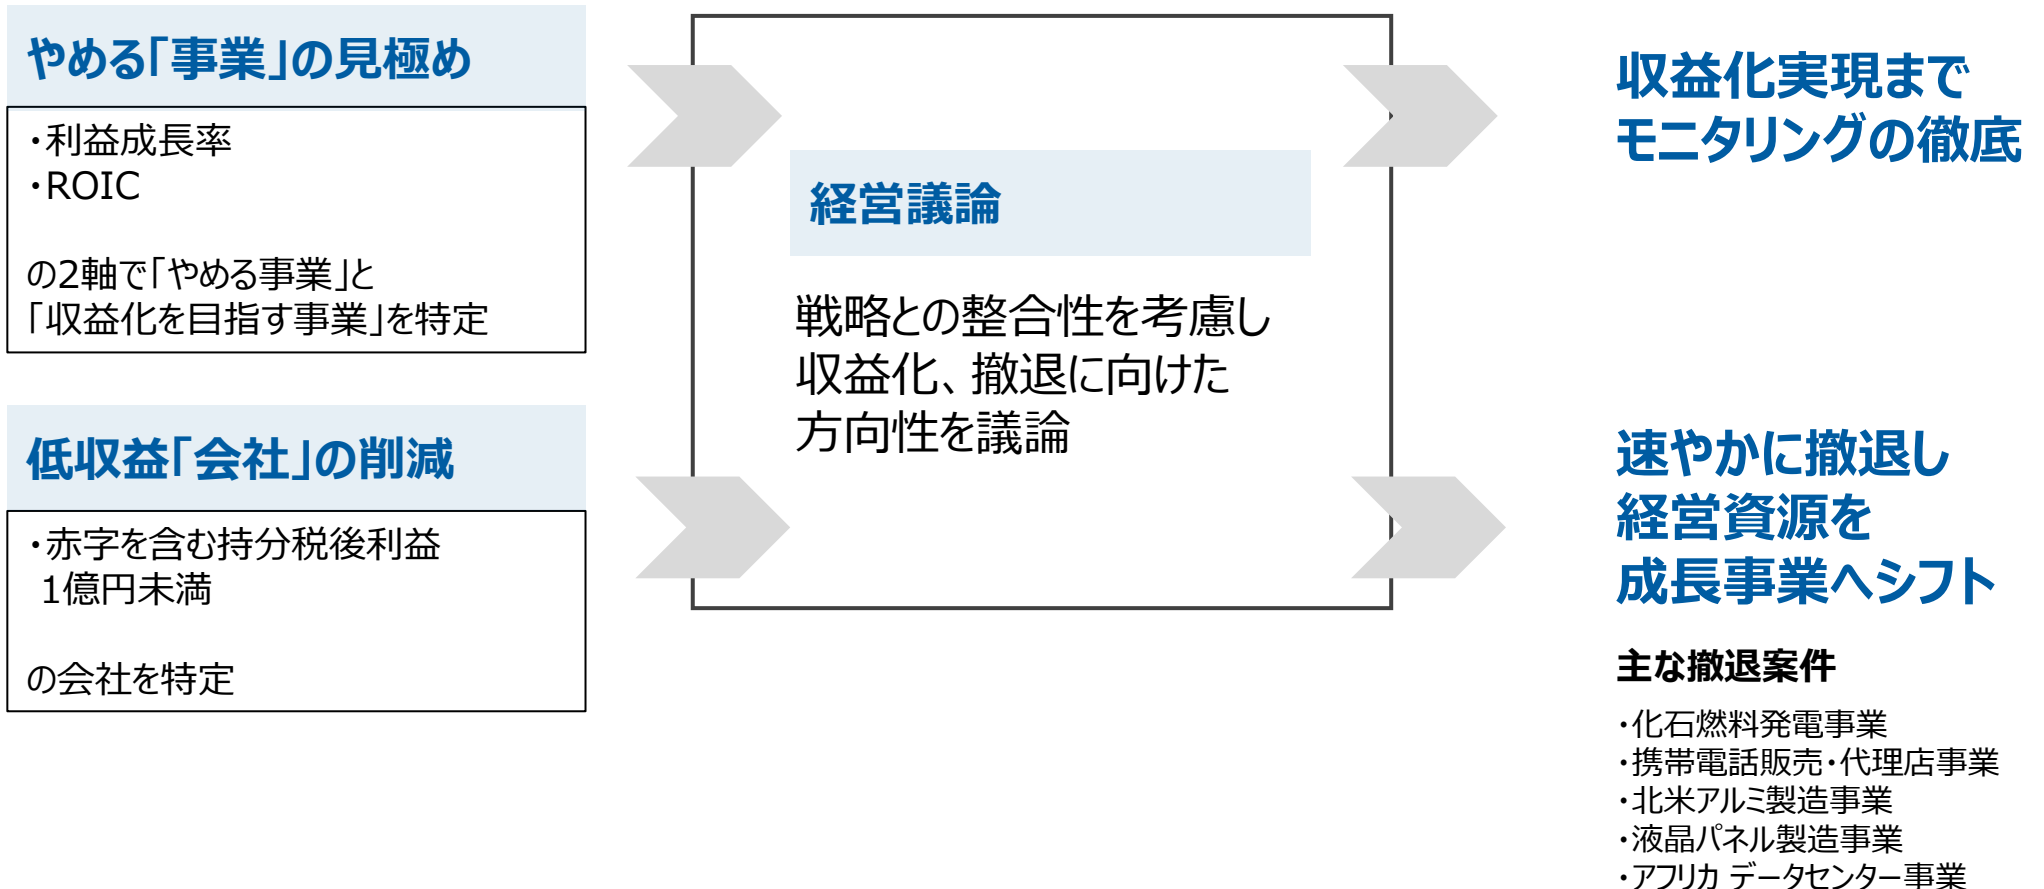 やめる「事業」の見極め
・利益成長率
・ROIC
の2軸で「やめる事業」と
「収益化を目指す事業」を特定
低収益「会社」の削減
・赤字を含む持分税後利益
1億円未満
の会社を特定
経営議論
戦略との整合性を考慮し
収益化、撤退に向けた
方向性を議論
収益化実現まで
モニタリングの徹底
速やかに撤退し
経営資源を
成長事業へシフト
主な撤退案件
・化石燃料発電事業
・携帯電話販売・代理店事業
・北米アルミ製造事業
・液晶パネル製造事業
・アフリカ データセンター事業